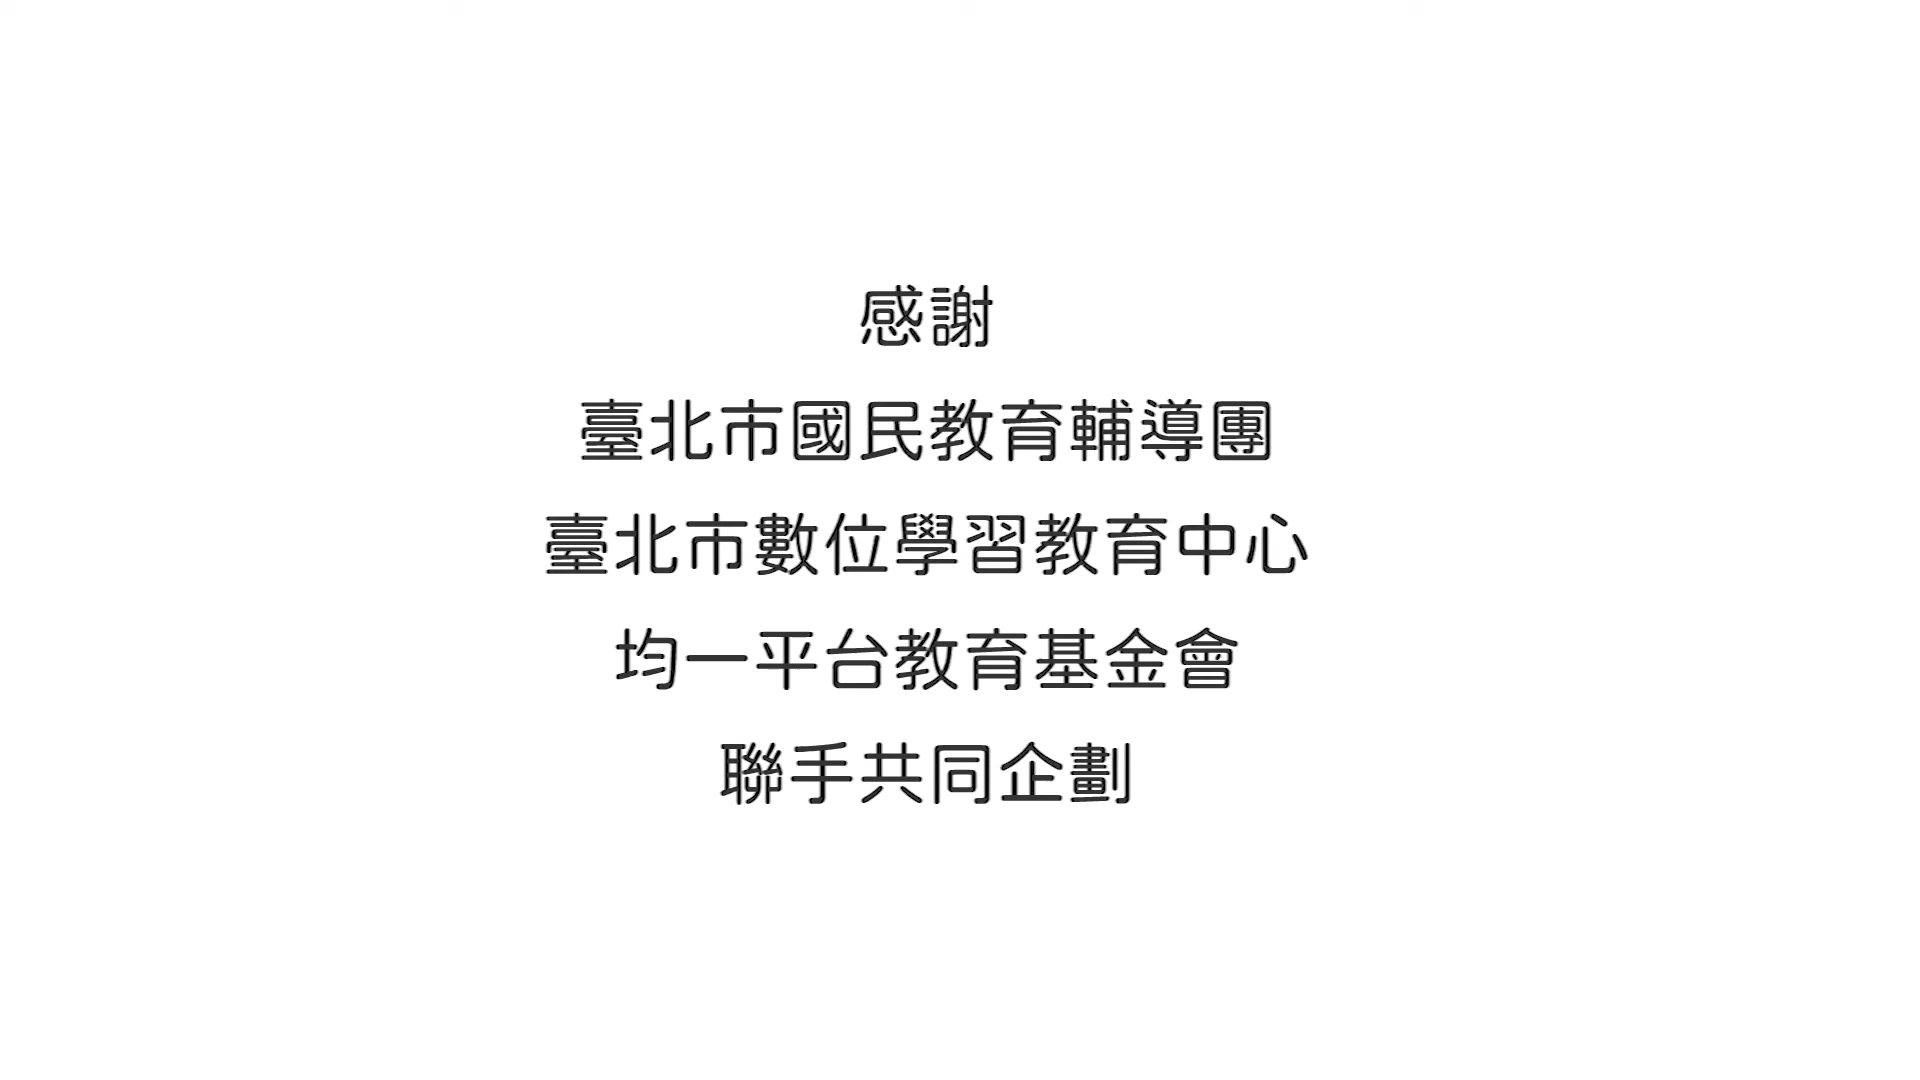 感謝
臺北市國民教育輔導團
臺北市數位學習教育中心
均一平台教育基金會
聯手共同企劃